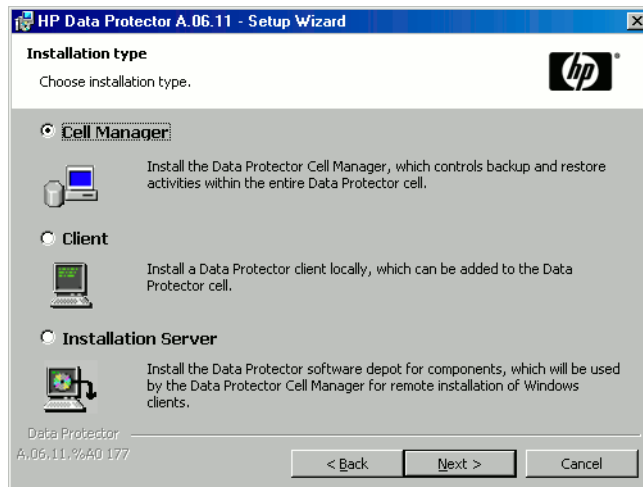 HP Data Protector A.06.11 - Setup Wizard
Installation type
Choose installation type.
hp
Cell Manager
Install the Data Protector Cell Manager, which controls backup and restore
activities within the entire Data Protector cell.
Client
Install a Data Protector client locally, which can be added to the Data
Protector cell.
Installation Server
Install the Data Protector software depot for components, which will be used
by the Data Protector Cell Manager for remote installation of Windows
clients.
Data Protector
A.06.11.%A0 177
< Back Next > Cancel